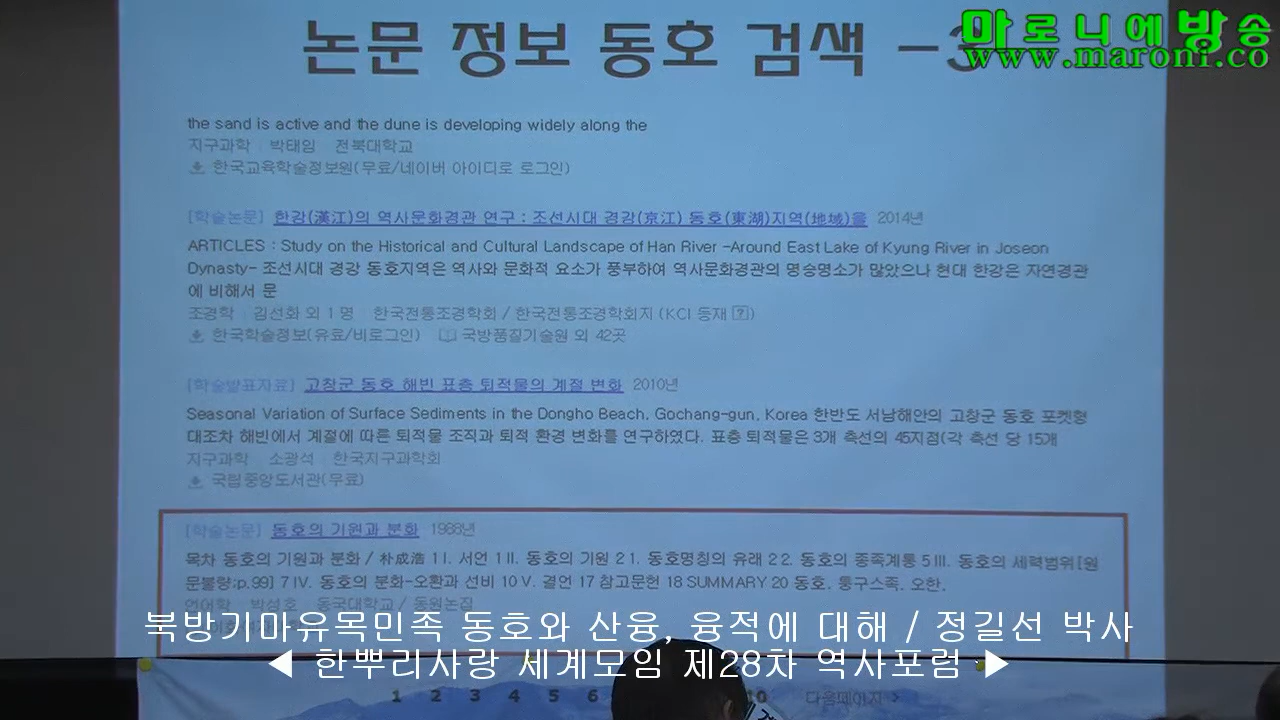 논문 정보 동호 검색 -3
마로니에방송
www.maroni.co
the sand is active and the dune is developing widely along the
지구과학 박태임 전북대학교
한국교육학술정보원(무료/네이버 아이디로 로그인)
[학술논문] 한강(漢江)의 역사문화경관 연구 : 조선시대 경강(京江) 동호(東湖)지역(地域)을 2014년
ARTICLES : Study on the Historical and Cultural Landscape of Han River -Around East Lake of Kyung River in Joseon
Dynasty- 조선시대 경강 동호지역은 역사와 문화적 요소가 풍부하여 역사문화경관의 명승명소가 많았으나 현대 한강은 자연경관
에 비해서 문
조경학 김선화 외 1 명 한국전통조경학회 / 한국전통조경학회지 (KCI 등재 ?)
한국학술정보(유료/비로그인) 국방품질기술원 외 42곳
[학술발표자료] 고창군 동호 해빈 표층 퇴적물의 계절 변화 2010년
Seasonal Variation of Surface Sediments in the Dongho Beach, Gochang-gun, Korea 한반도 서남해안의 고창군 동호 포켓형
대조차 해빈에서 계절에 따른 퇴적물 조직과 퇴적 환경 변화를 연구하였다. 표층 퇴적물은 3개 측선의 45지점(각 측선 당 15개
지구과학 소광석 한국지구과학회
국립중앙도서관(무료)
[학술논문] 동호의 기원과 분화 1988년
목차 동호의 기원과 분화 / 朴成浩 1 I. 서언 1 II. 동호의 기원 2 1. 동호명칭의 유래 2 2. 동호의 종족계통 5 III. 동호의 세력범위[원
문불량;p.99] 7 IV. 동호의 분화-오환과 선비 10 V. 결언 17 참고문헌 18 SUMMARY 20 동호. 퉁구스족. 오한.
언어학 박성호 동국대학교 / 동원논집
북방기마유목민족 동호와 산융, 융적에 대해 / 정길선 박사
◀ 한뿌리사랑 세계모임 제28차 역사포럼 ▶
1 2 3 4 5 6 10 다음페이지 >